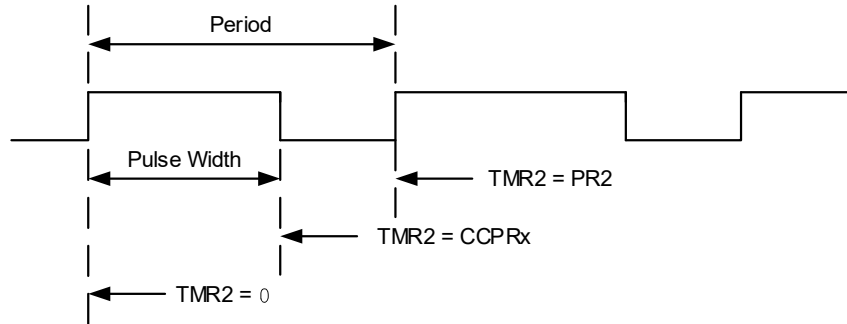 Period
Pulse Width
TMR2 = PR2
TMR2 = CCPRx
TMR2 = 0